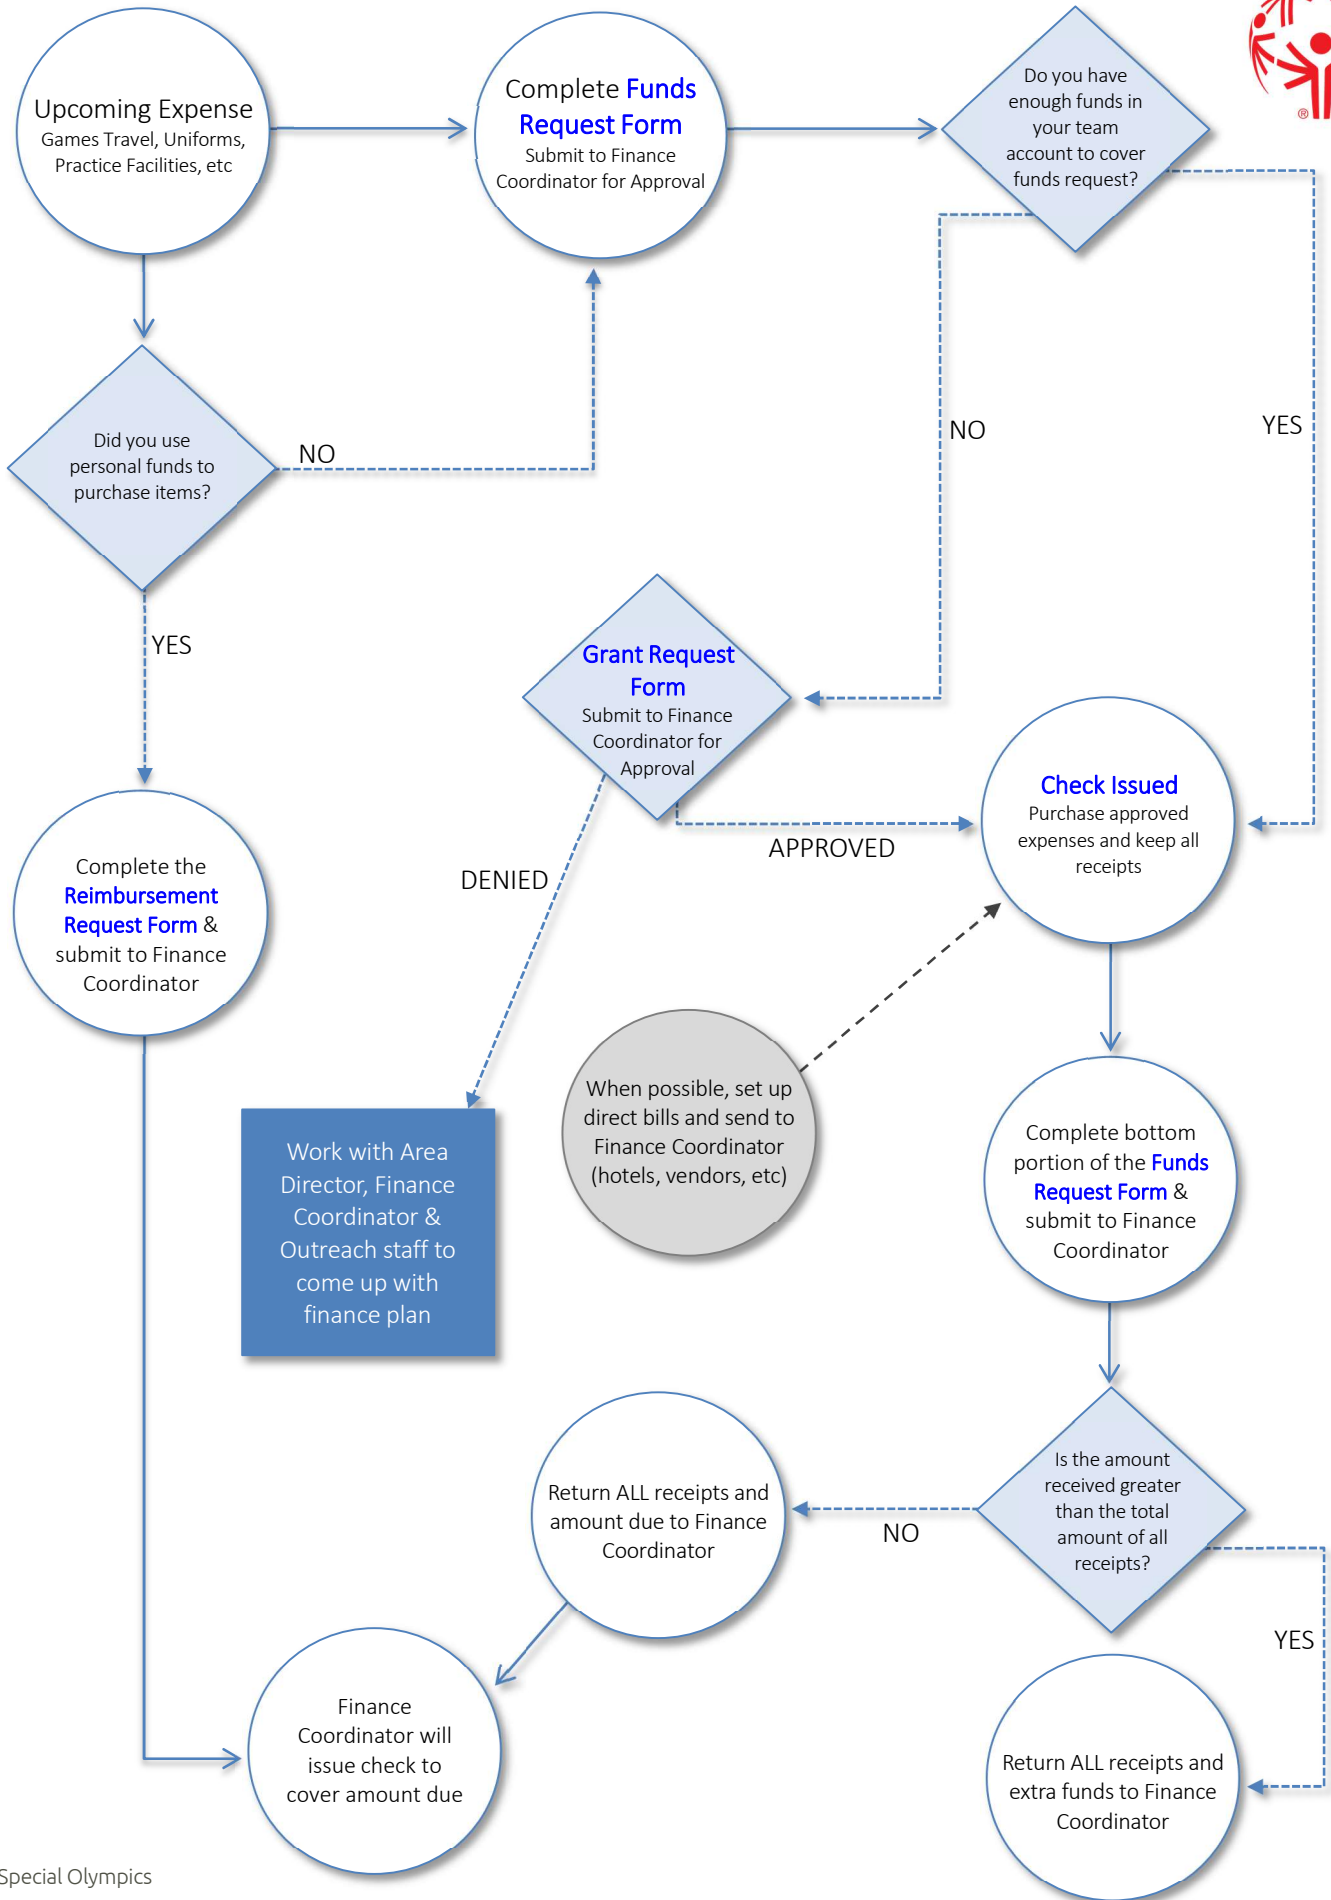 Upcoming Expense
Games Travel, Uniforms,
Practice Facilities, etc
Complete Funds
Request Form
Submit to Finance
Coordinator for Approval
Do you have
enough funds in
your team
account to cover
funds request?
®
Did you use
personal funds to
purchase items?
NO
NO
YES
YES
Grant Request
Form
Submit to Finance
Coordinator for
Approval
Check Issued
Purchase approved
expenses and keep all
receipts
APPROVED
DENIED
Complete the
Reimbursement
Request Form &
submit to Finance
Coordinator
When possible, set up
direct bills and send to
Finance Coordinator
(hotels, vendors, etc)
Work with Area
Director, Finance
Coordinator &
Outreach staff to
come up with
finance plan
Complete bottom
portion of the Funds
Request Form &
submit to Finance
Coordinator
Is the amount
received greater
than the total
amount of all
receipts?
NO
Return ALL receipts and
amount due to Finance
Coordinator
YES
Finance
Coordinator will
issue check to
cover amount due
Return ALL receipts and
extra funds to Finance
Coordinator
Special Olympics